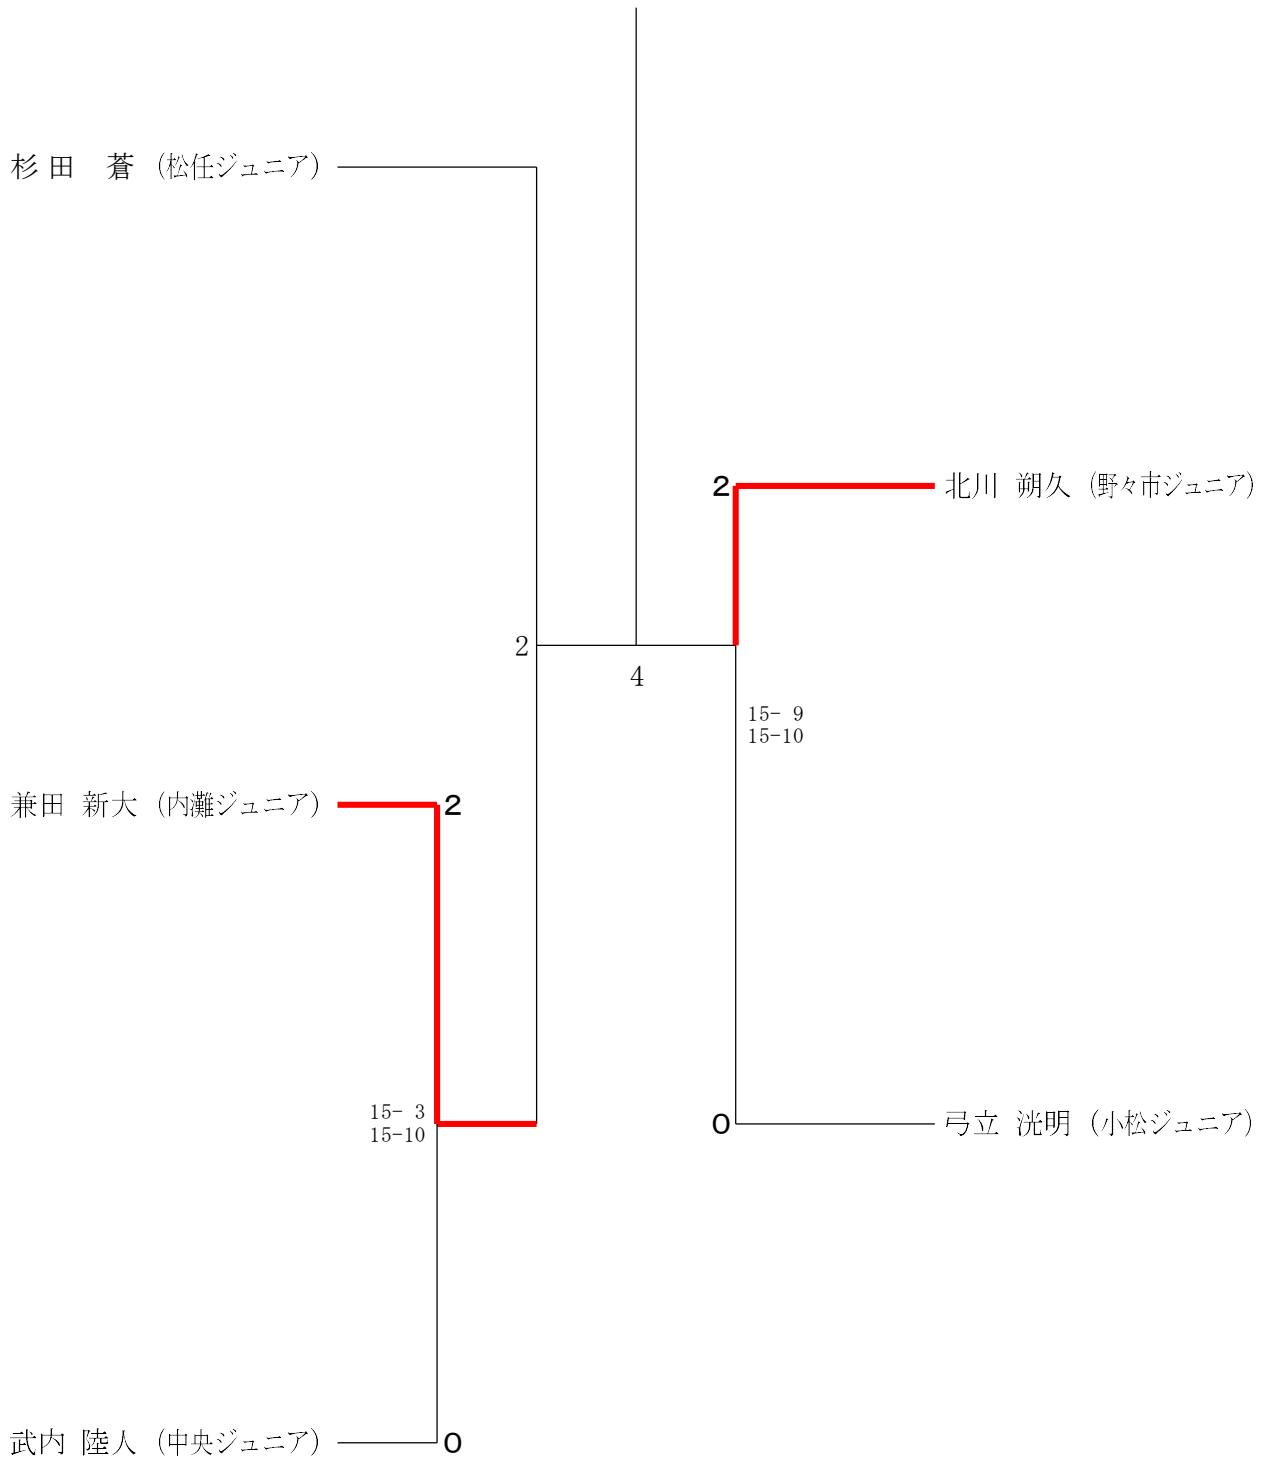 杉 田　蒼 （松任ジュニア）
2 北川 朔久 （野々市ジュニア）
2
4
15- 9
15-10
兼田 新大 （内灘ジュニア） 2
15- 3
15-10
0 弓立 洸明 （小松ジュニア）
武内 陸人 （中央ジュニア） 0